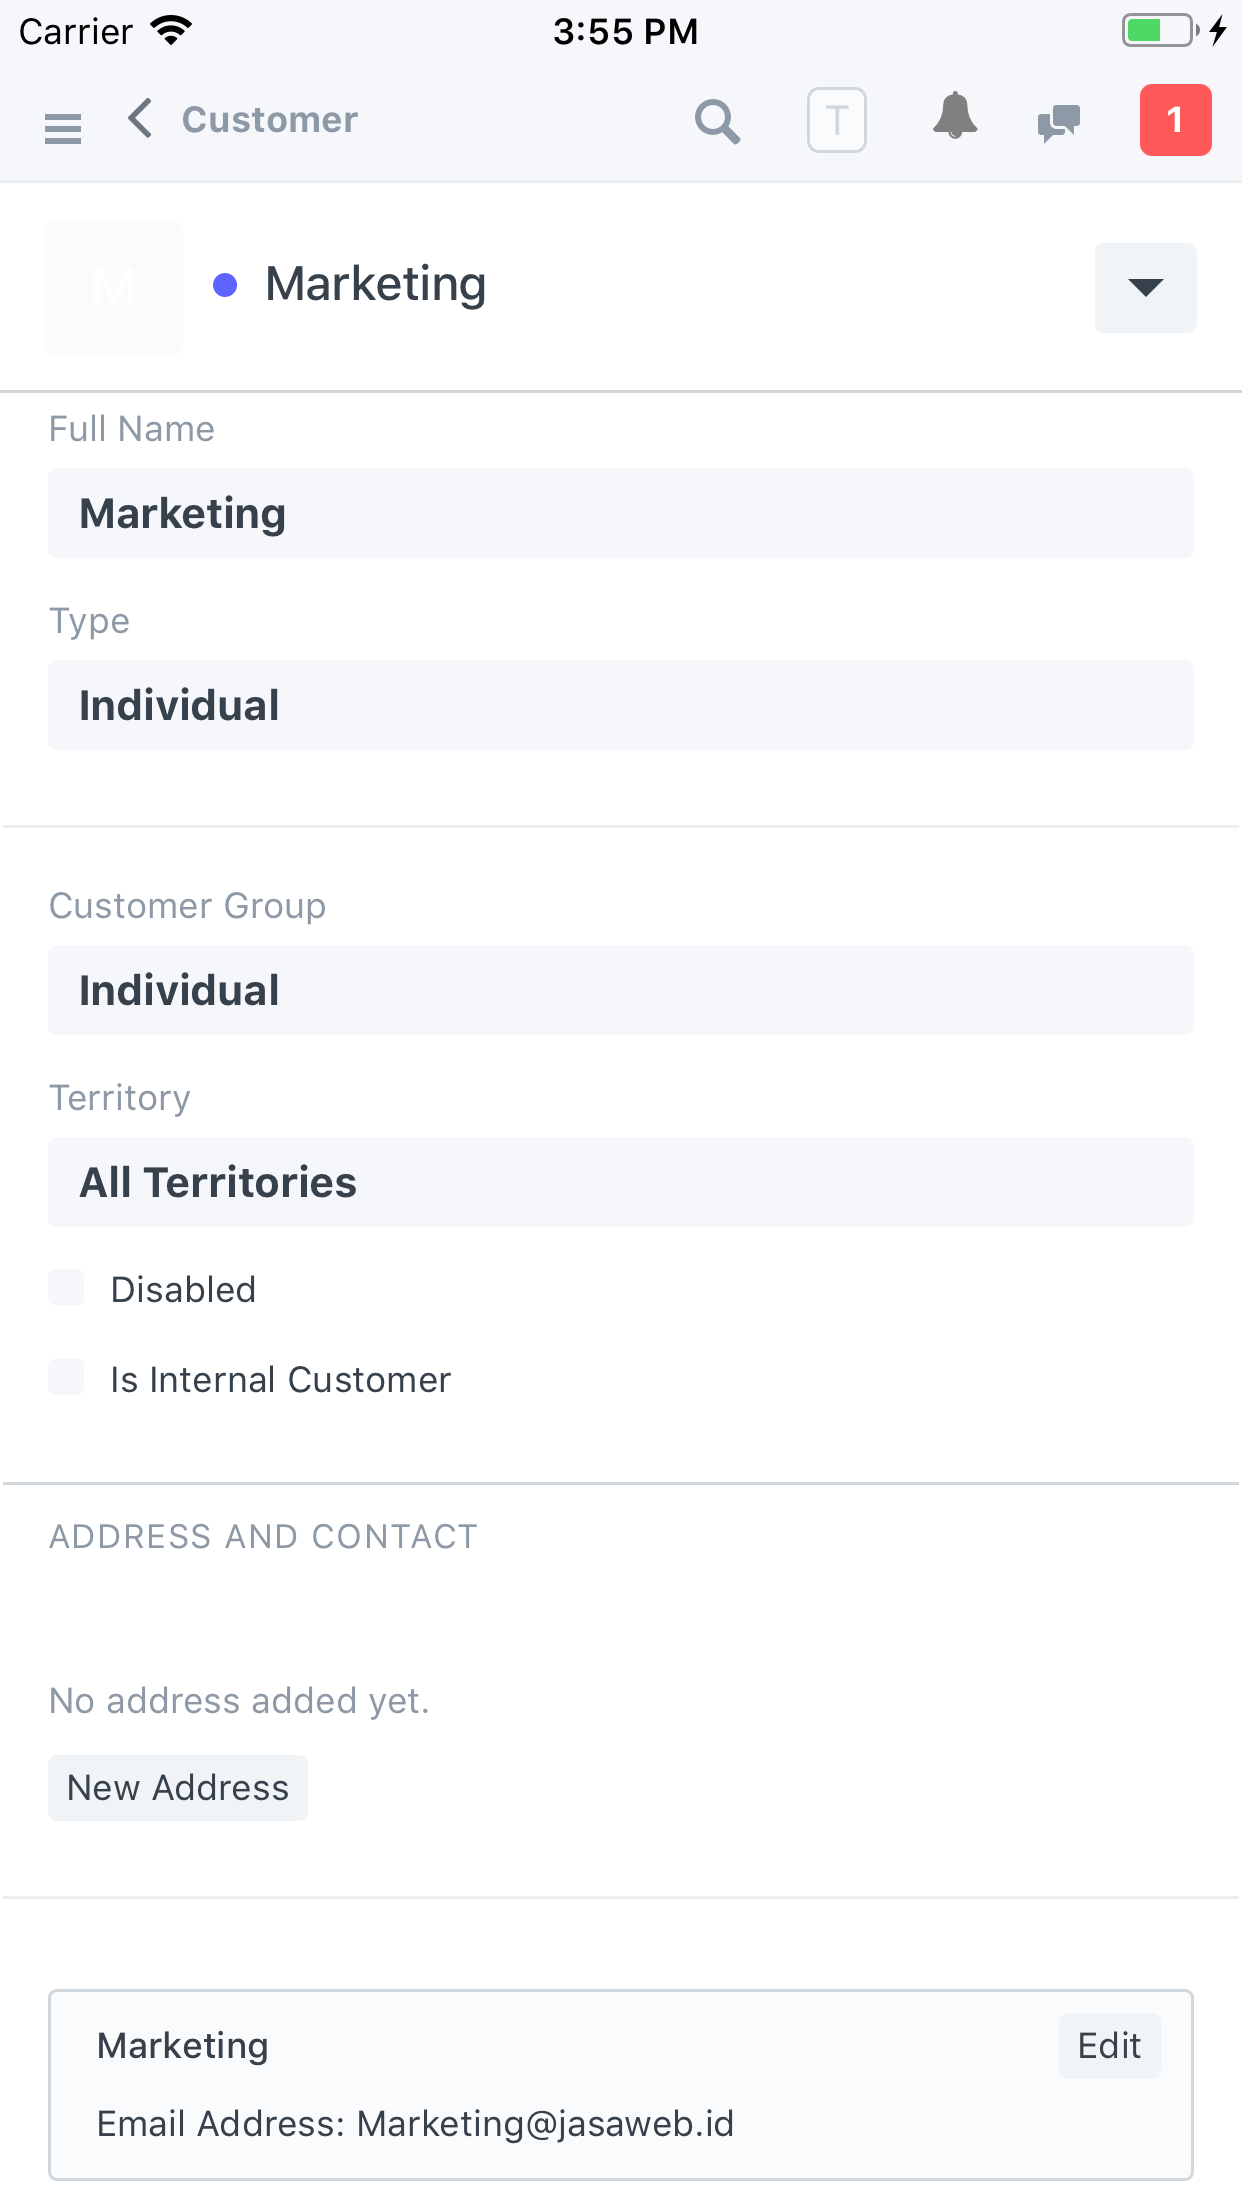 Carrier 3:55 PM
Customer T 1
M Marketing
Full Name
Marketing
Type
Individual
Customer Group
Individual
Territory
All Territories
Disabled
Is Internal Customer
ADDRESS AND CONTACT
No address added yet.
New Address
Marketing Edit
Email Address: Marketing@jasaweb.id